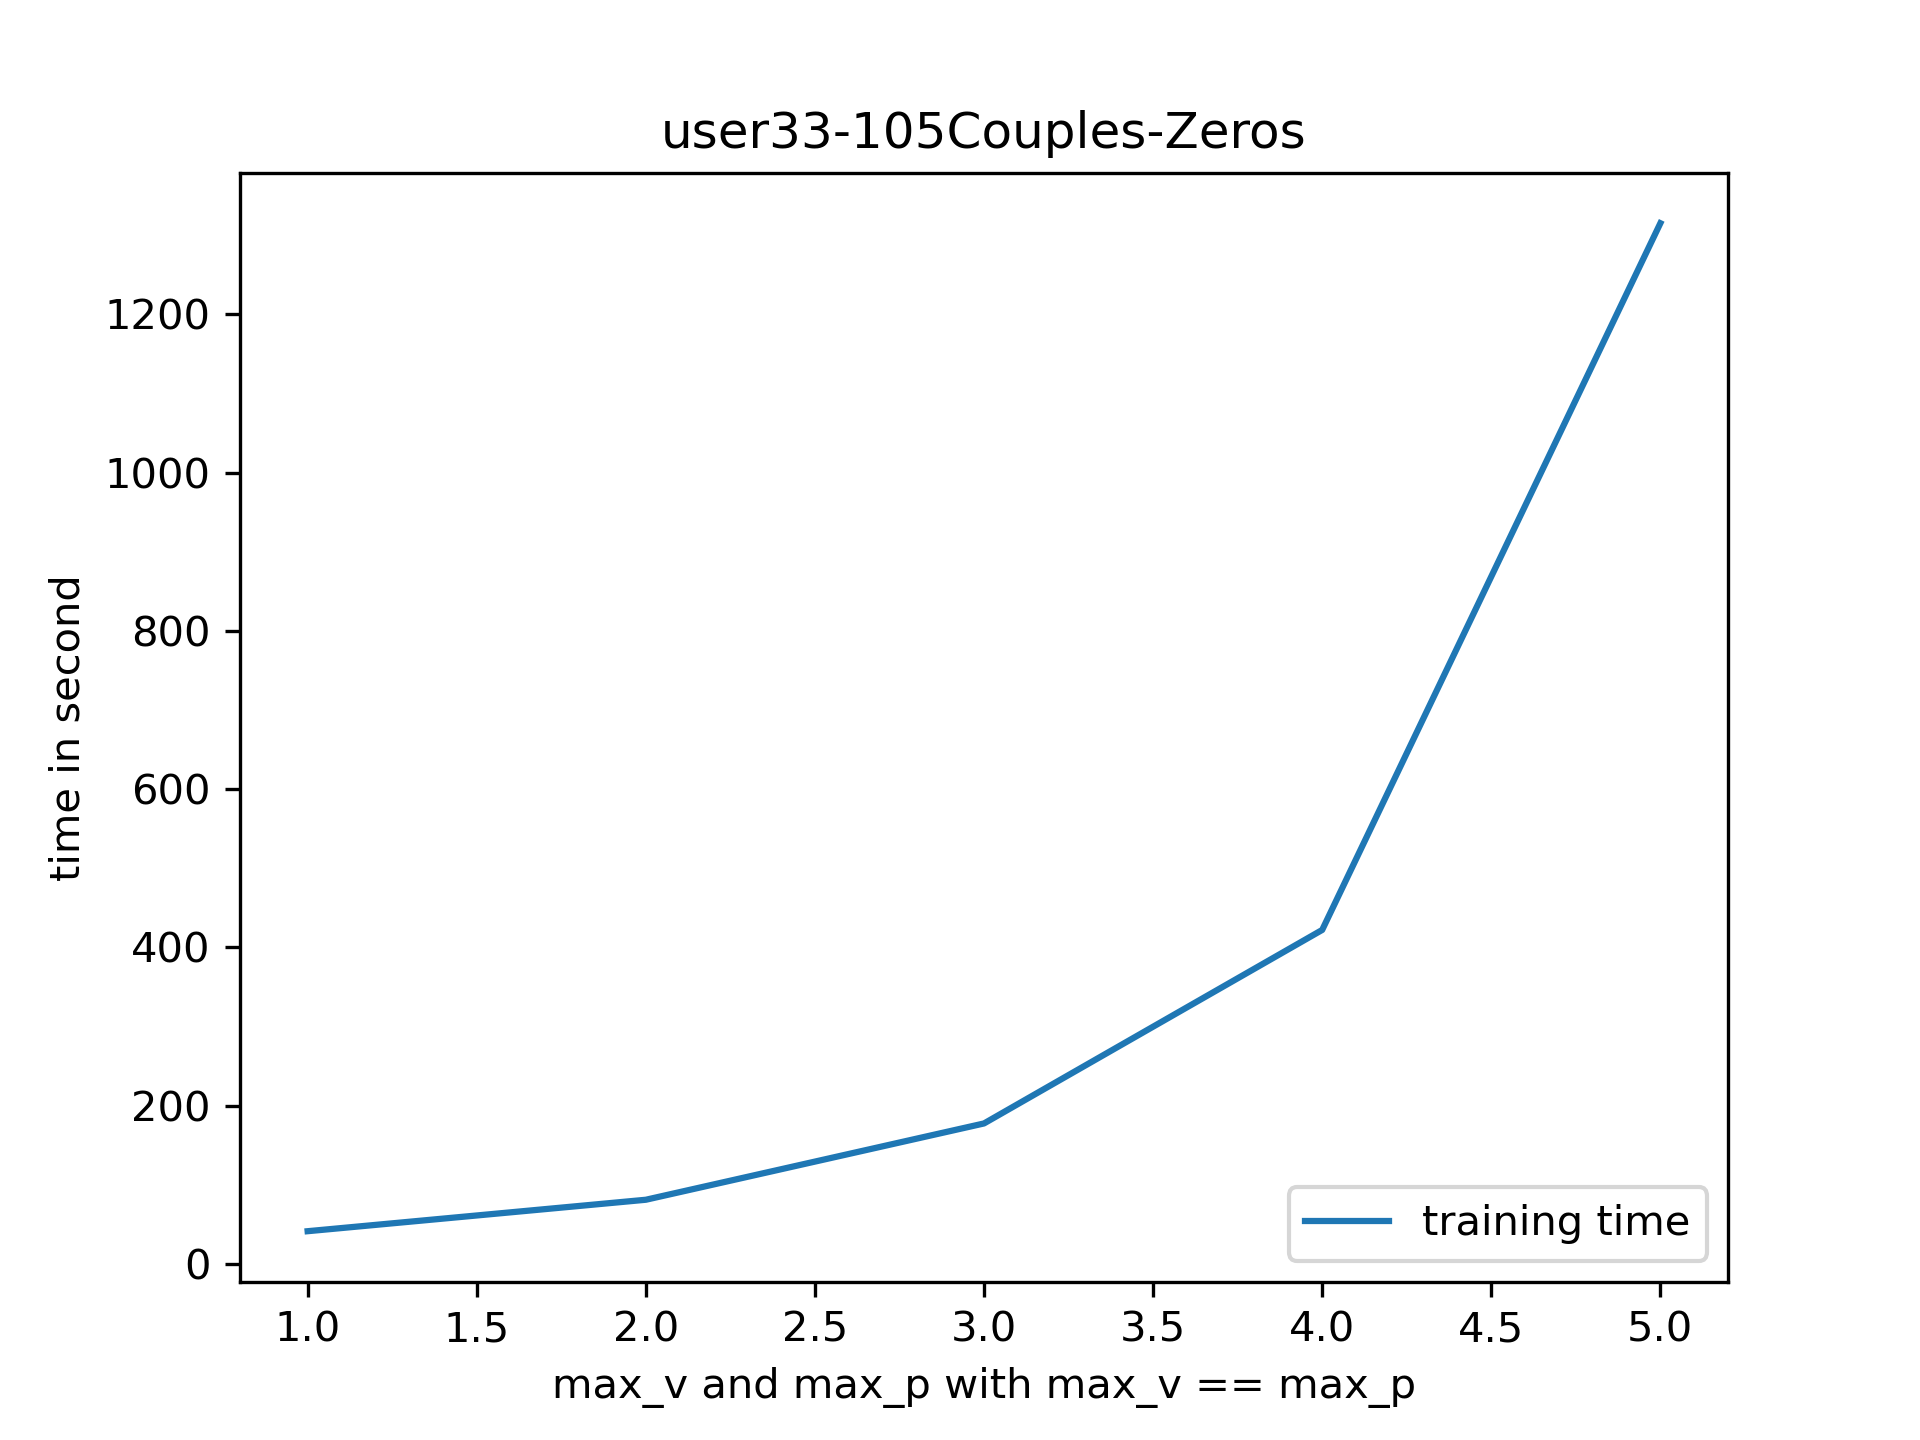 user33-105Couples-Zeros
1200
1000
800
600
400
200
0
time in second
training time
1.0 1.5 2.0 2.5 3.0 3.5 4.0 4.5 5.0
max_v and max_p with max_v == max_p